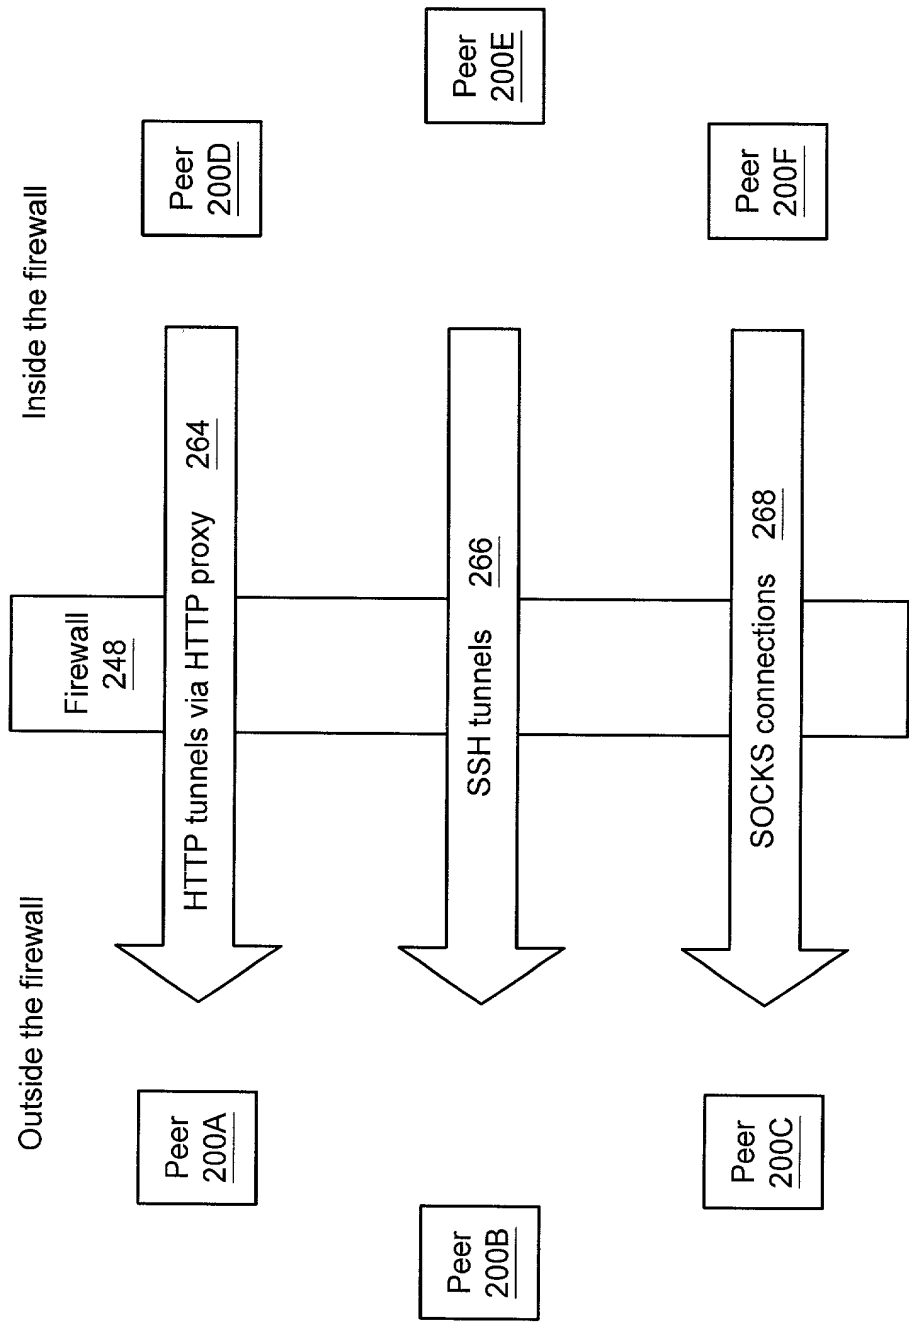 Outside the firewall
Inside the firewall
Firewall
248
Peer
200A
HTTP tunnels via HTTP proxy 264
Peer
200D
Peer
200B
SSH tunnels 266
Peer
200E
Peer
200C
SOCKS connections 268
Peer
200F